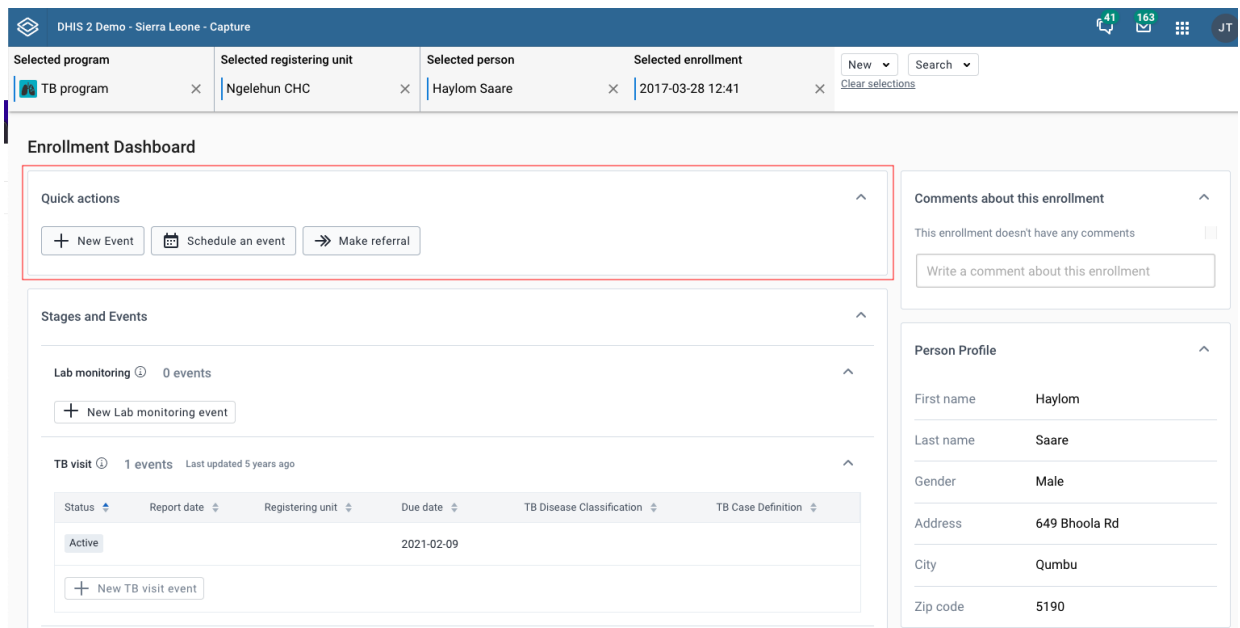 DHIS 2 Demo - Sierra Leone - Capture
41
163
JT
Selected program
TB program
Selected registering unit
Ngelehun CHC
Selected person
Haylom Saare
Selected enrollment
2017-03-28 12:41
New
Search
Clear selections
Enrollment Dashboard
Quick actions
New Event
Schedule an event
Make referral
Stages and Events
Lab monitoring 0 events
New Lab monitoring event
TB visit 1 events Last updated 5 years ago
Status Report date Registering unit Due date TB Disease Classification TB Case Definition
Active 2021-02-09
New TB visit event
Comments about this enrollment
This enrollment doesn't have any comments
Write a comment about this enrollment
Person Profile
First name Haylom
Last name Saare
Gender Male
Address 649 Bhoola Rd
City Qumbu
Zip code 5190